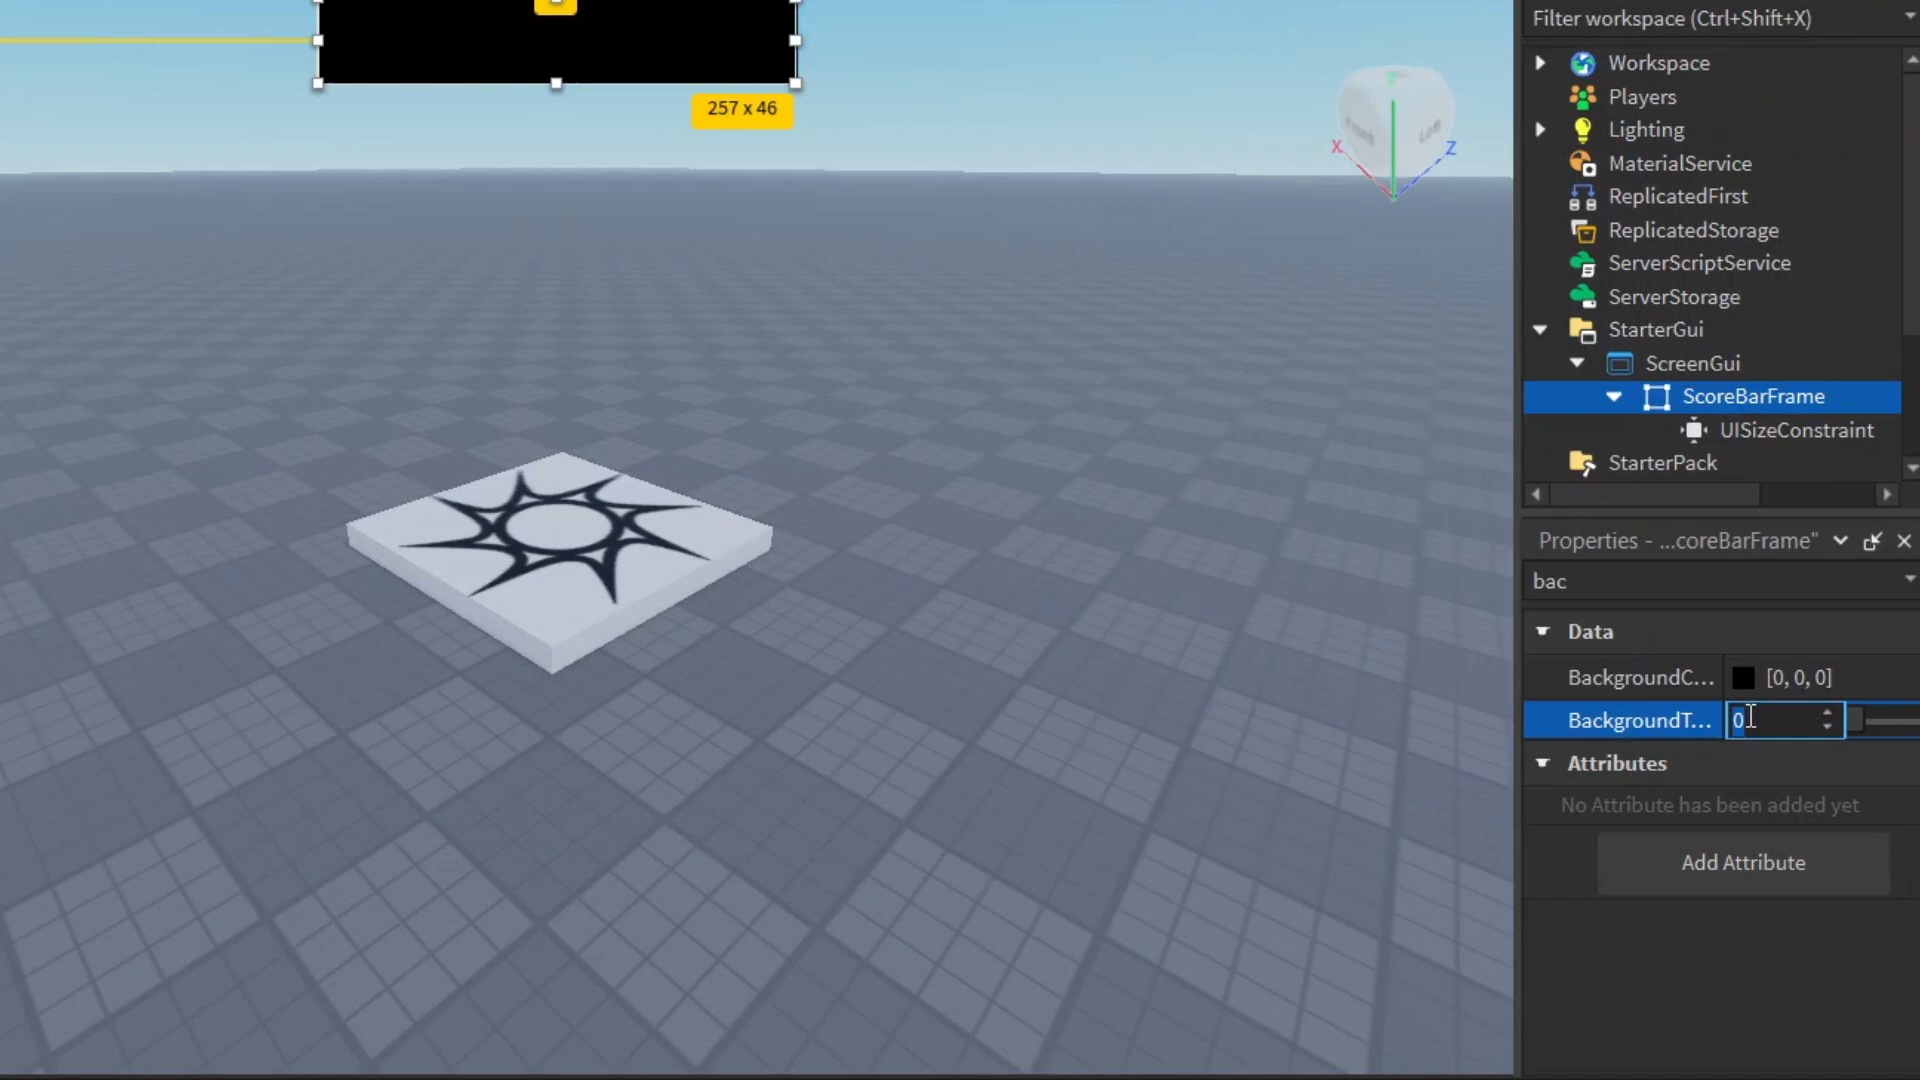 Filter workspace (Ctrl+Shift+X)
Workspace
Players
Lighting
MaterialService
ReplicatedFirst
ReplicatedStorage
ServerScriptService
ServerStorage
StarterGui
ScreenGui
ScoreBarFrame
UISizeConstraint
StarterPack
257 x 46
Front
Left
X
Z
Properties - ...coreBarFrame"
bac
Data
BackgroundC... [0, 0, 0]
BackgroundT... 0
Attributes
No Attribute has been added yet
Add Attribute